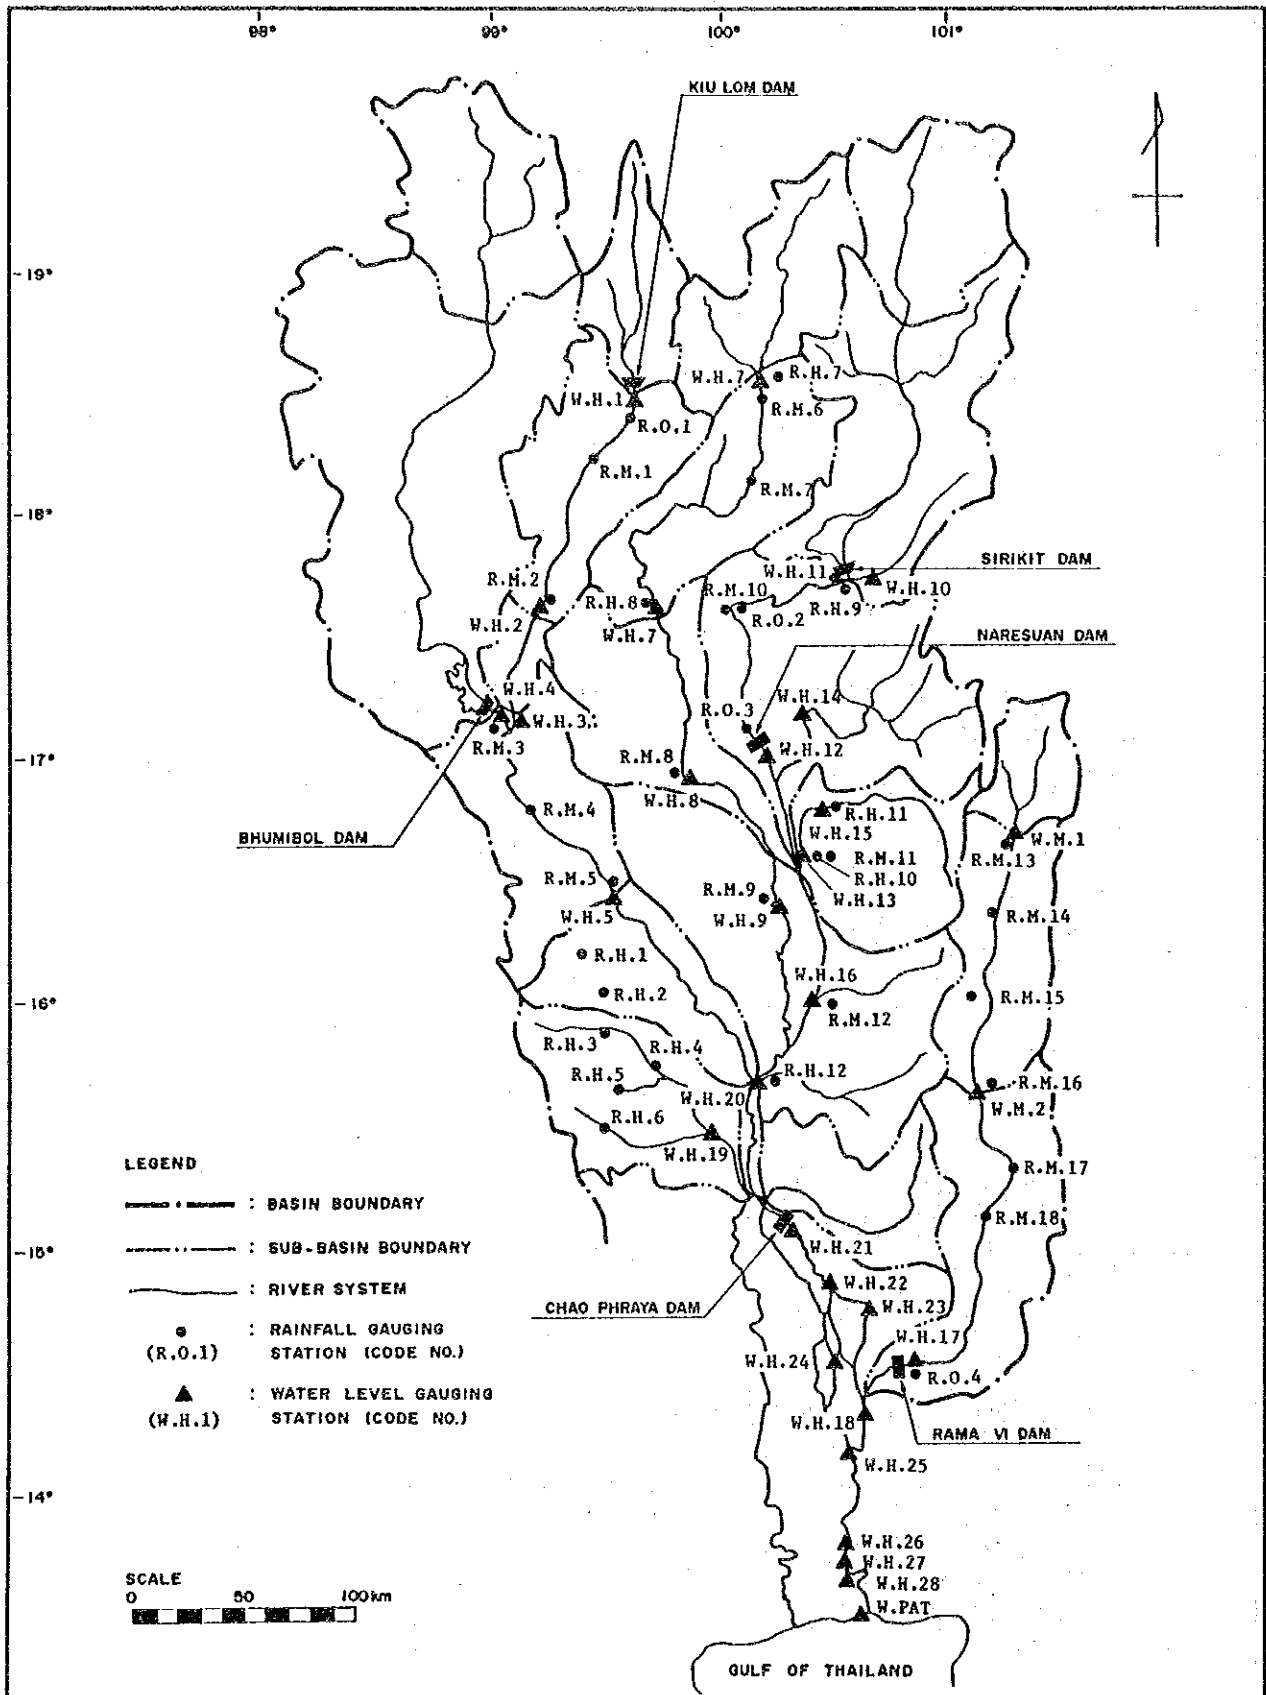 98° 99° 100° 101°
KIU LOM DAM
-19°
W.H.7 R.H.7
W.H.1 R.M.6
R.O.1
R.M.1
R.M.7
-18°
SIRIKIT DAM
W.H.11
R.M.2 R.M.10 W.H.10
R.H.8 R.H.9
W.H.2 W.H.7 R.O.2
NARESUAN DAM
W.H.4 W.H.14
W.H.3 R.O.3
R.M.3 W.H.12
-17°
R.M.8
W.H.8
R.M.4 R.H.11
BHUMIBOL DAM W.H.15 W.M.1
R.M.11 R.M.13
R.M.5 R.H.10
R.M.9 W.H.13
W.H.5 W.H.9 R.M.14
R.H.1
W.H.16
R.H.2 R.M.15
-16°
R.M.12
R.H.3 R.H.4
R.H.5 R.H.12 R.M.16
W.H.20 W.M.2
R.H.6
W.H.19
R.M.17
LEGEND
: BASIN BOUNDARY
R.M.18
: SUB-BASIN BOUNDARY
-15°
W.H.21
: RIVER SYSTEM
W.H.22
CHAO PHRAYA DAM W.H.23
: RAINFALL GAUGING
(R.O.1) STATION (CODE NO.)
W.H.17
W.H.24
R.O.4
: WATER LEVEL GAUGING
(W.H.1) STATION (CODE NO.)
W.H.18
RAMA VI DAM
W.H.25
-14°
W.H.26
W.H.27
W.H.28
W.PAT
SCALE
0 50 100km
GULF OF THAILAND